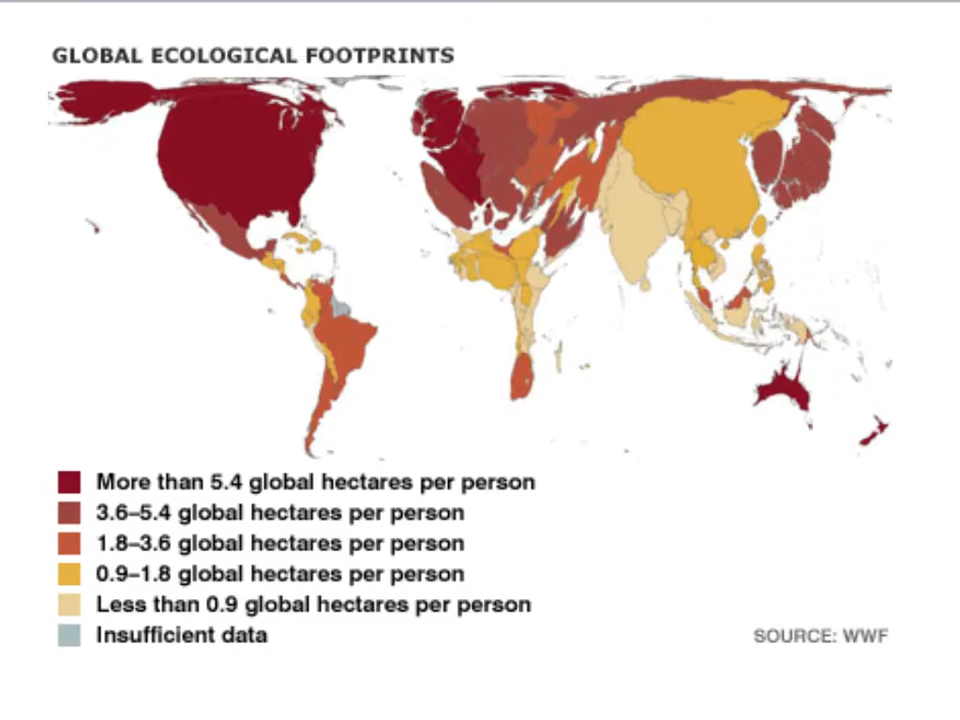 GLOBAL ECOLOGICAL FOOTPRINTS
More than 5.4 global hectares per person
3.6–5.4 global hectares per person
1.8–3.6 global hectares per person
0.9–1.8 global hectares per person
Less than 0.9 global hectares per person
Insufficient data
SOURCE: WWF